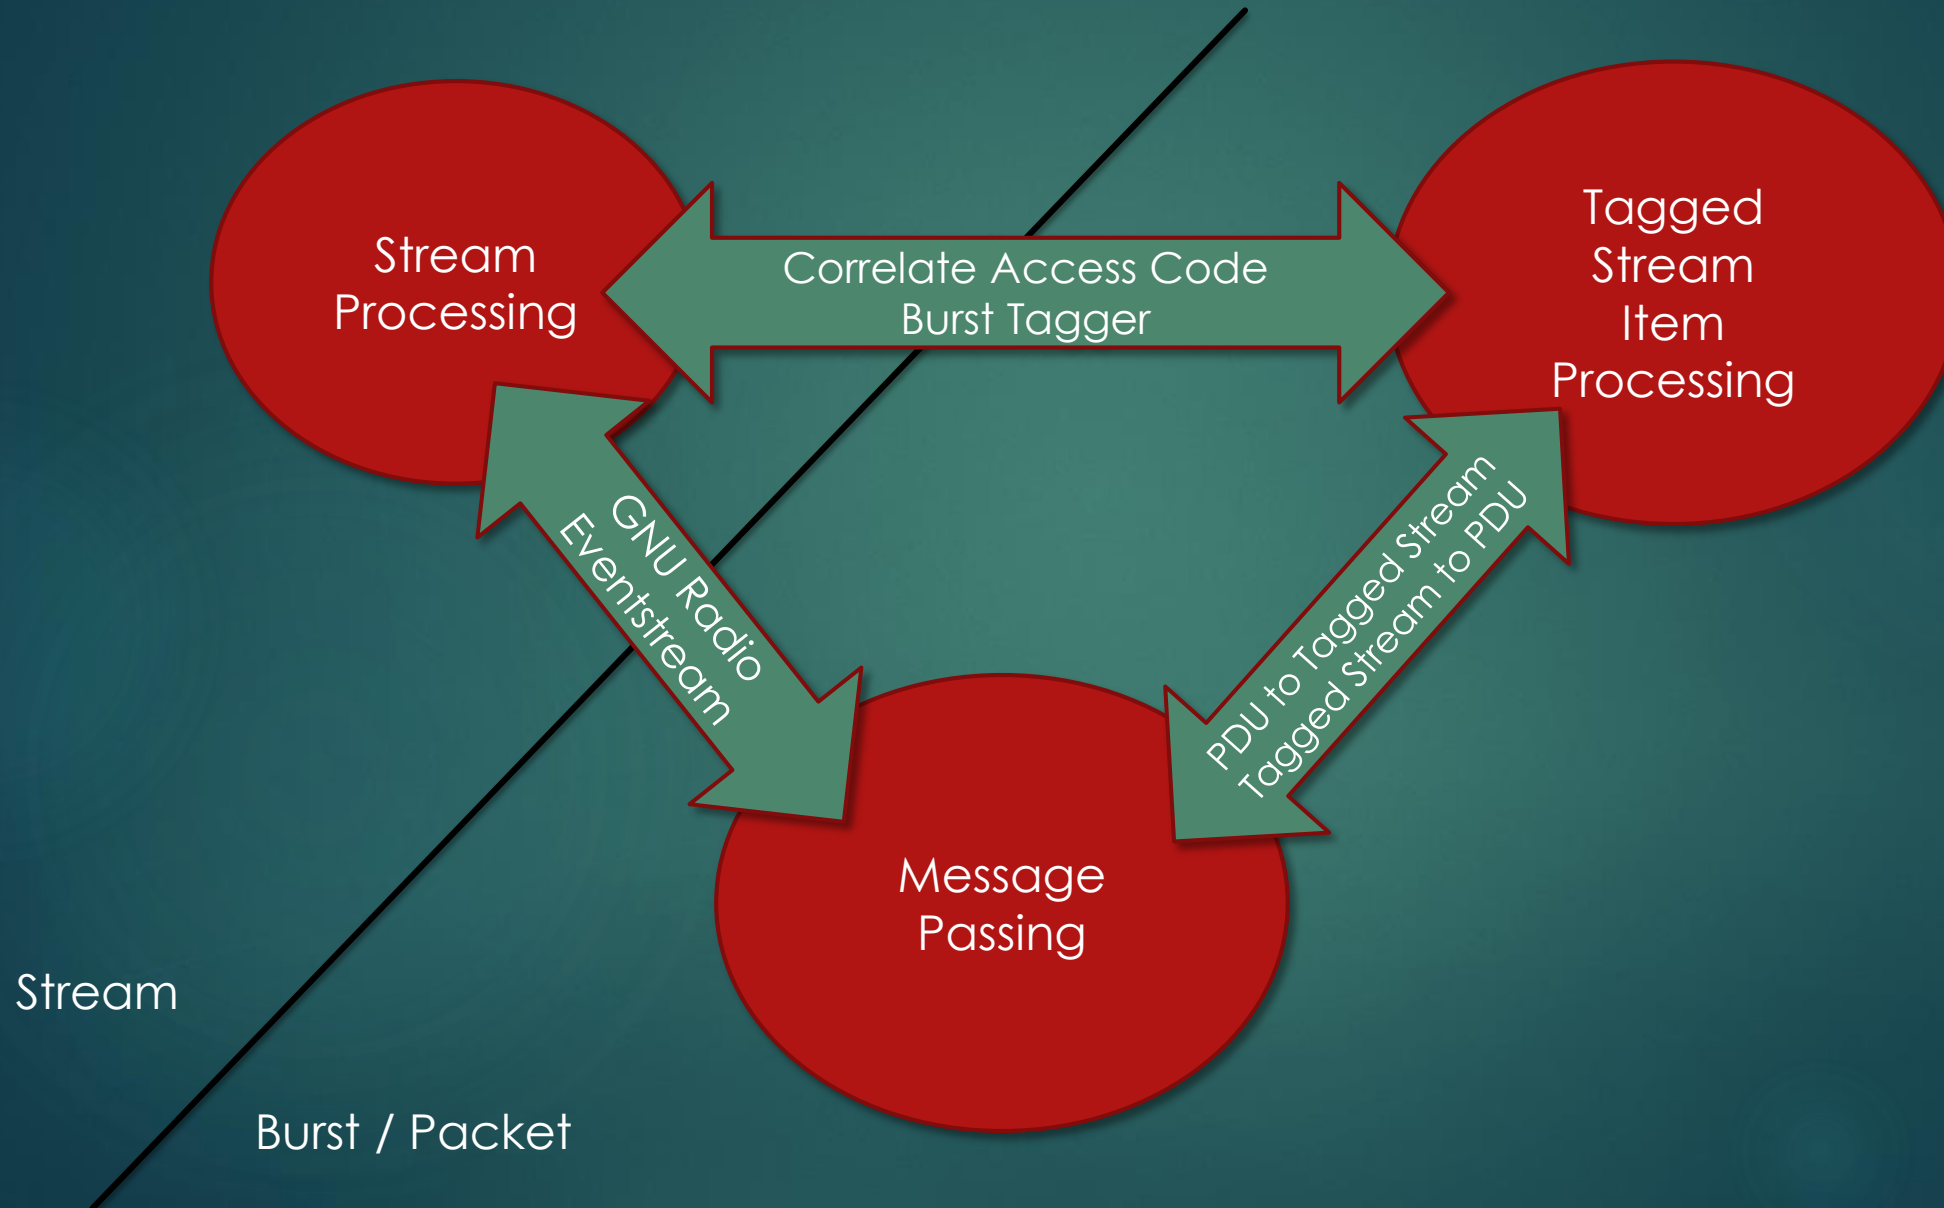 Stream
Processing
Correlate Access Code
Burst Tagger
Tagged
Stream
Item
Processing
GNU Radio
Eventstream
PDU to Tagged Stream
Tagged Stream to PDU
Message
Passing
Stream
Burst / Packet